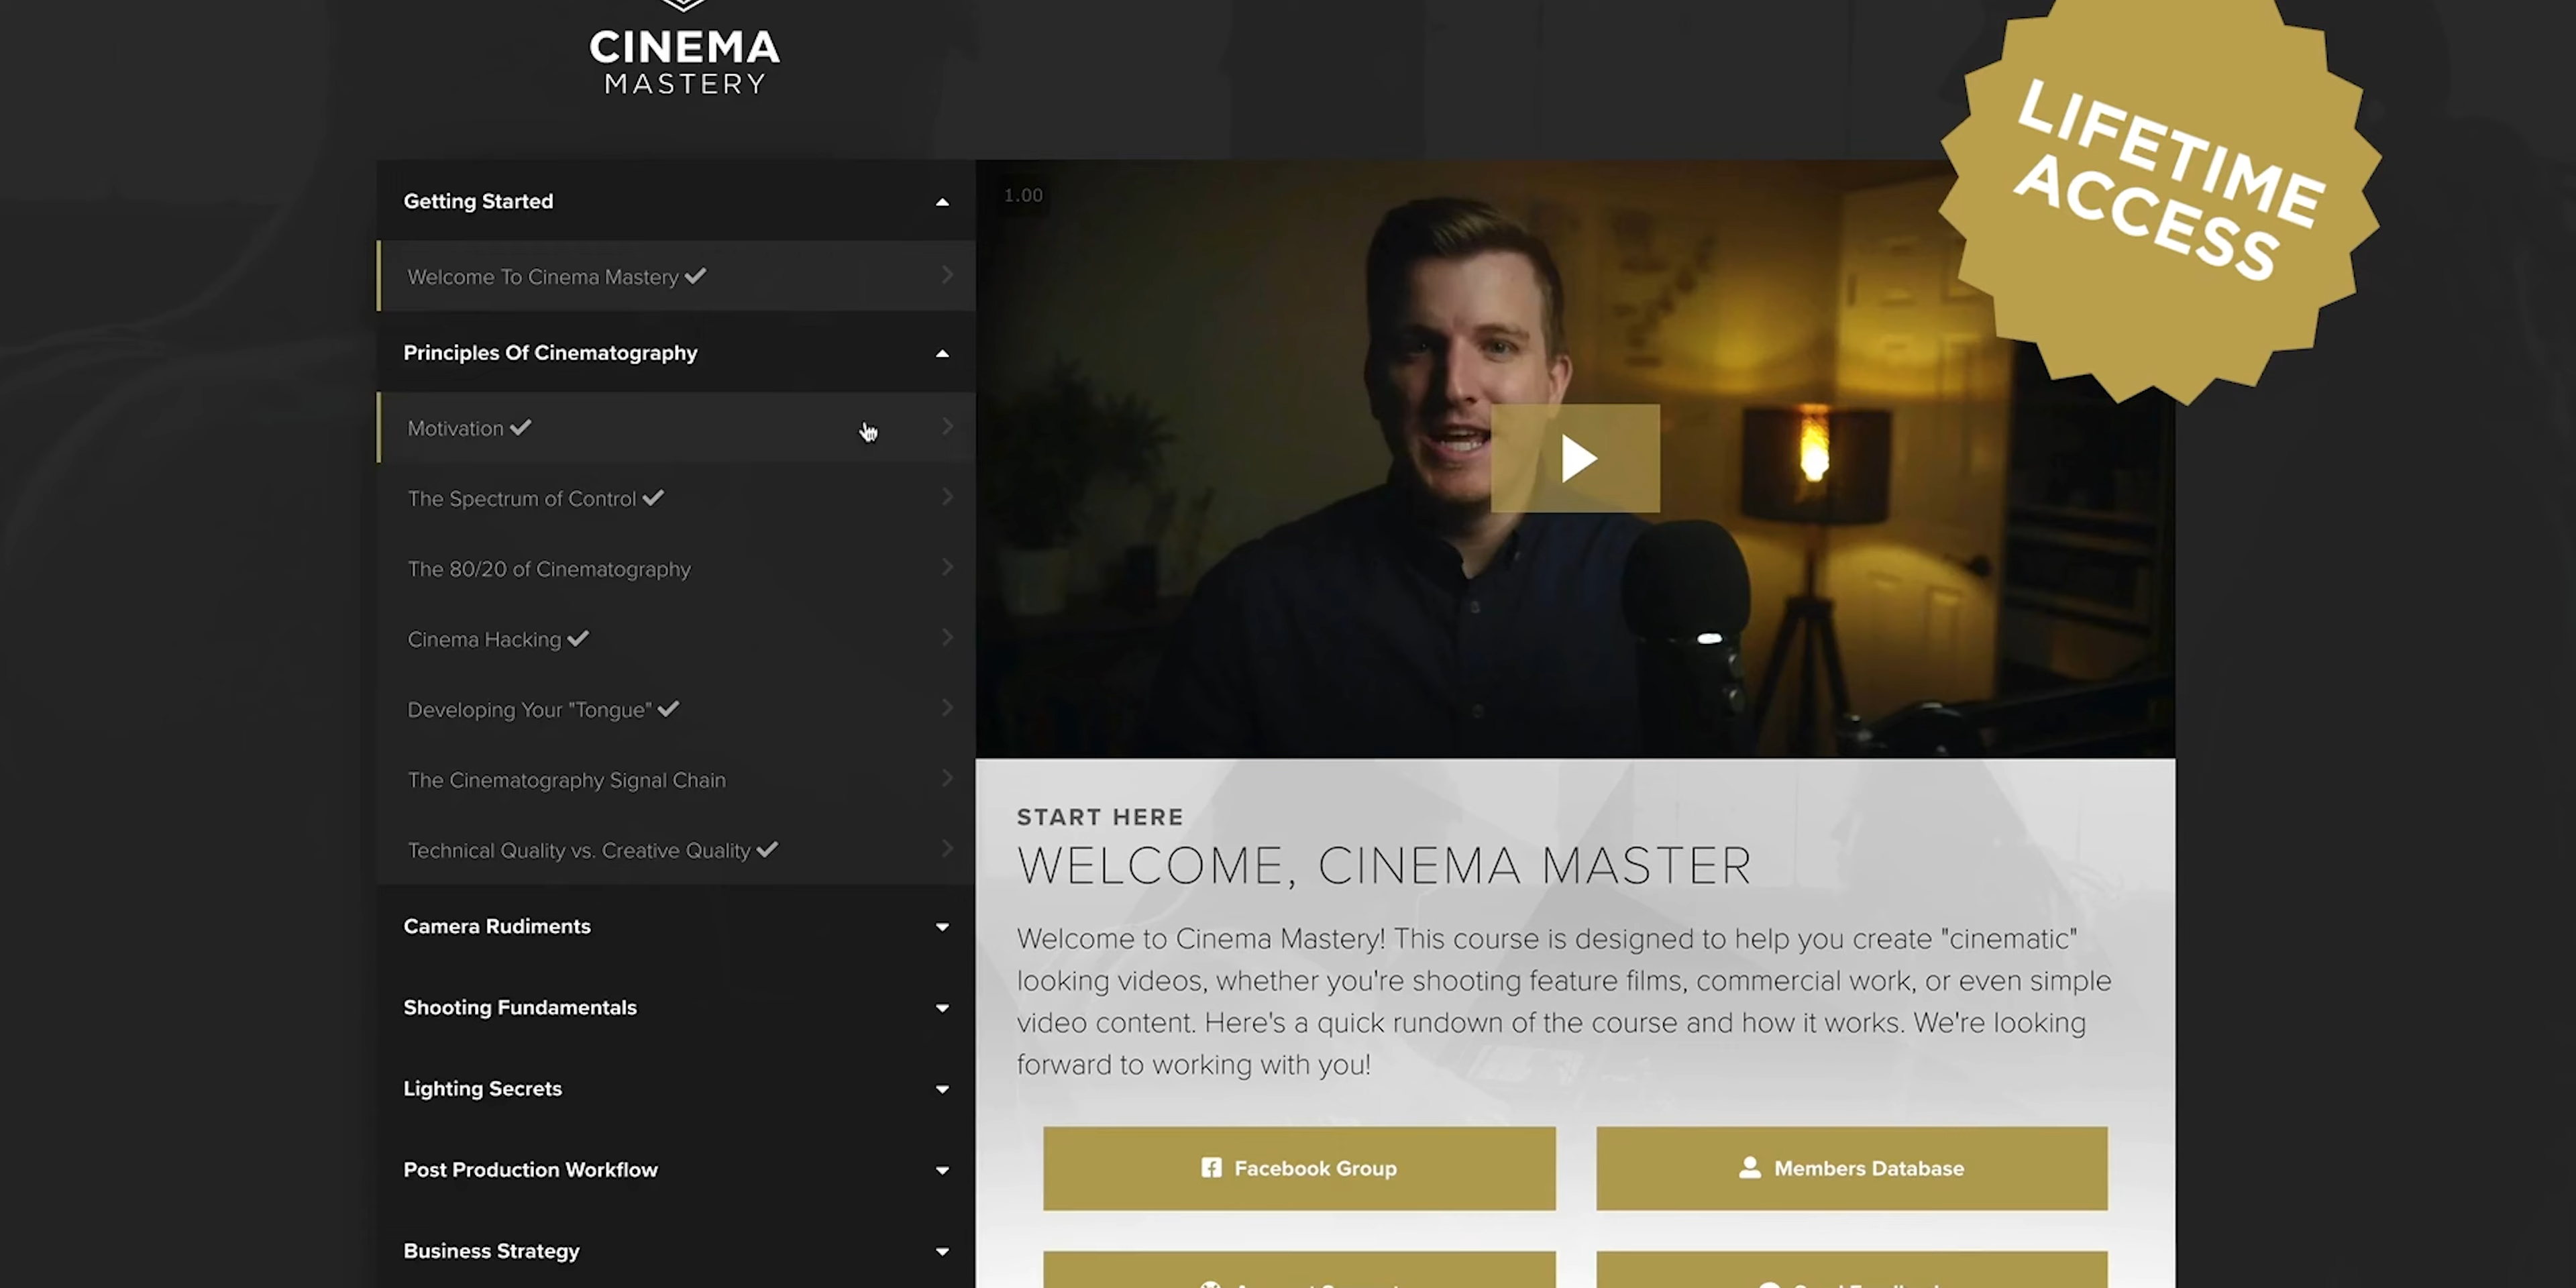 CINEMA
MASTERY
LIFETIME
ACCESS
Getting Started
Welcome To Cinema Mastery
Principles Of Cinematography
Motivation
The Spectrum of Control
The 80/20 of Cinematography
Cinema Hacking
Developing Your "Tongue"
The Cinematography Signal Chain
Technical Quality vs. Creative Quality
Camera Rudiments
Shooting Fundamentals
Lighting Secrets
Post Production Workflow
Business Strategy
1.00
START HERE
WELCOME, CINEMA MASTER
Welcome to Cinema Mastery! This course is designed to help you create "cinematic"
looking videos, whether you're shooting feature films, commercial work, or even simple
video content. Here's a quick rundown of the course and how it works. We're looking
forward to working with you!
Facebook Group
Members Database